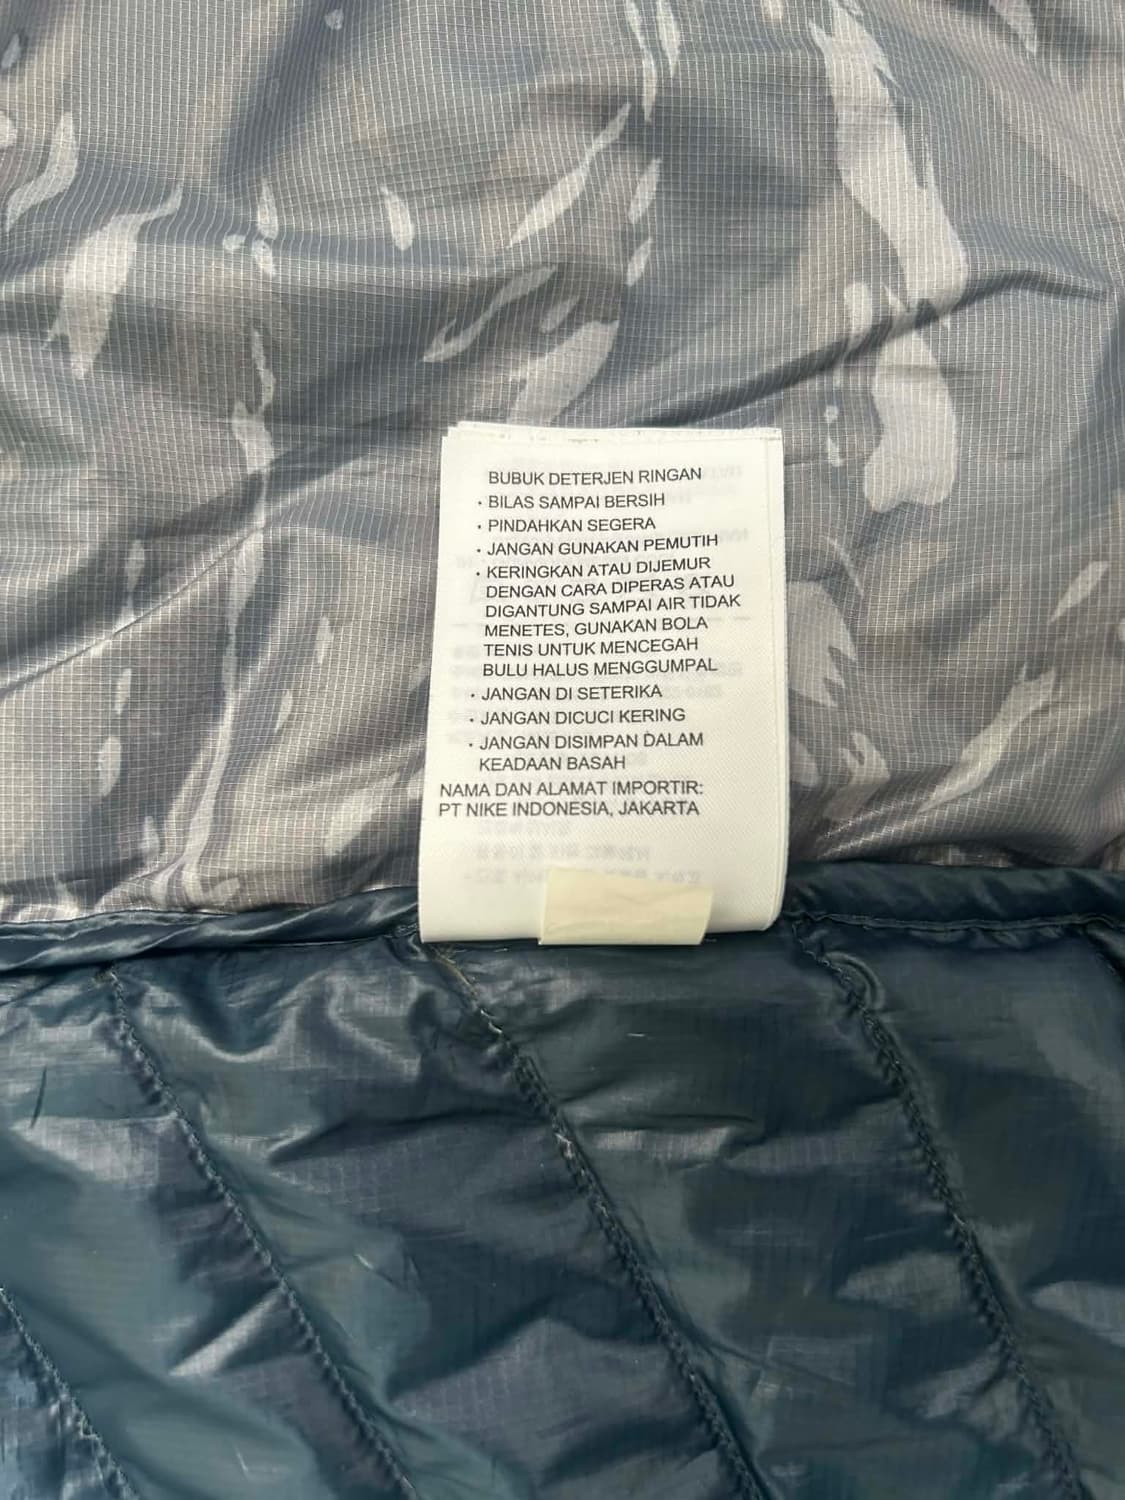 BUBUK DETERJEN RINGAN
· BILAS SAMPAI BERSIH
· PINDAHKAN SEGERA
· JANGAN GUNAKAN PEMUTIH
· KERINGKAN ATAU DIJEMUR
DENGAN CARA DIPERAS ATAU
DIGANTUNG SAMPAI AIR TIDAK
MENETES, GUNAKAN BOLA
TENIS UNTUK MENCEGAH
BULU HALUS MENGGUMPAL
· JANGAN DI SETERIKA
· JANGAN DICUCI KERING
· JANGAN DISIMPAN DALAM
KEADAAN BASAH
NAMA DAN ALAMAT IMPORTIR:
PT NIKE INDONESIA, JAKARTA